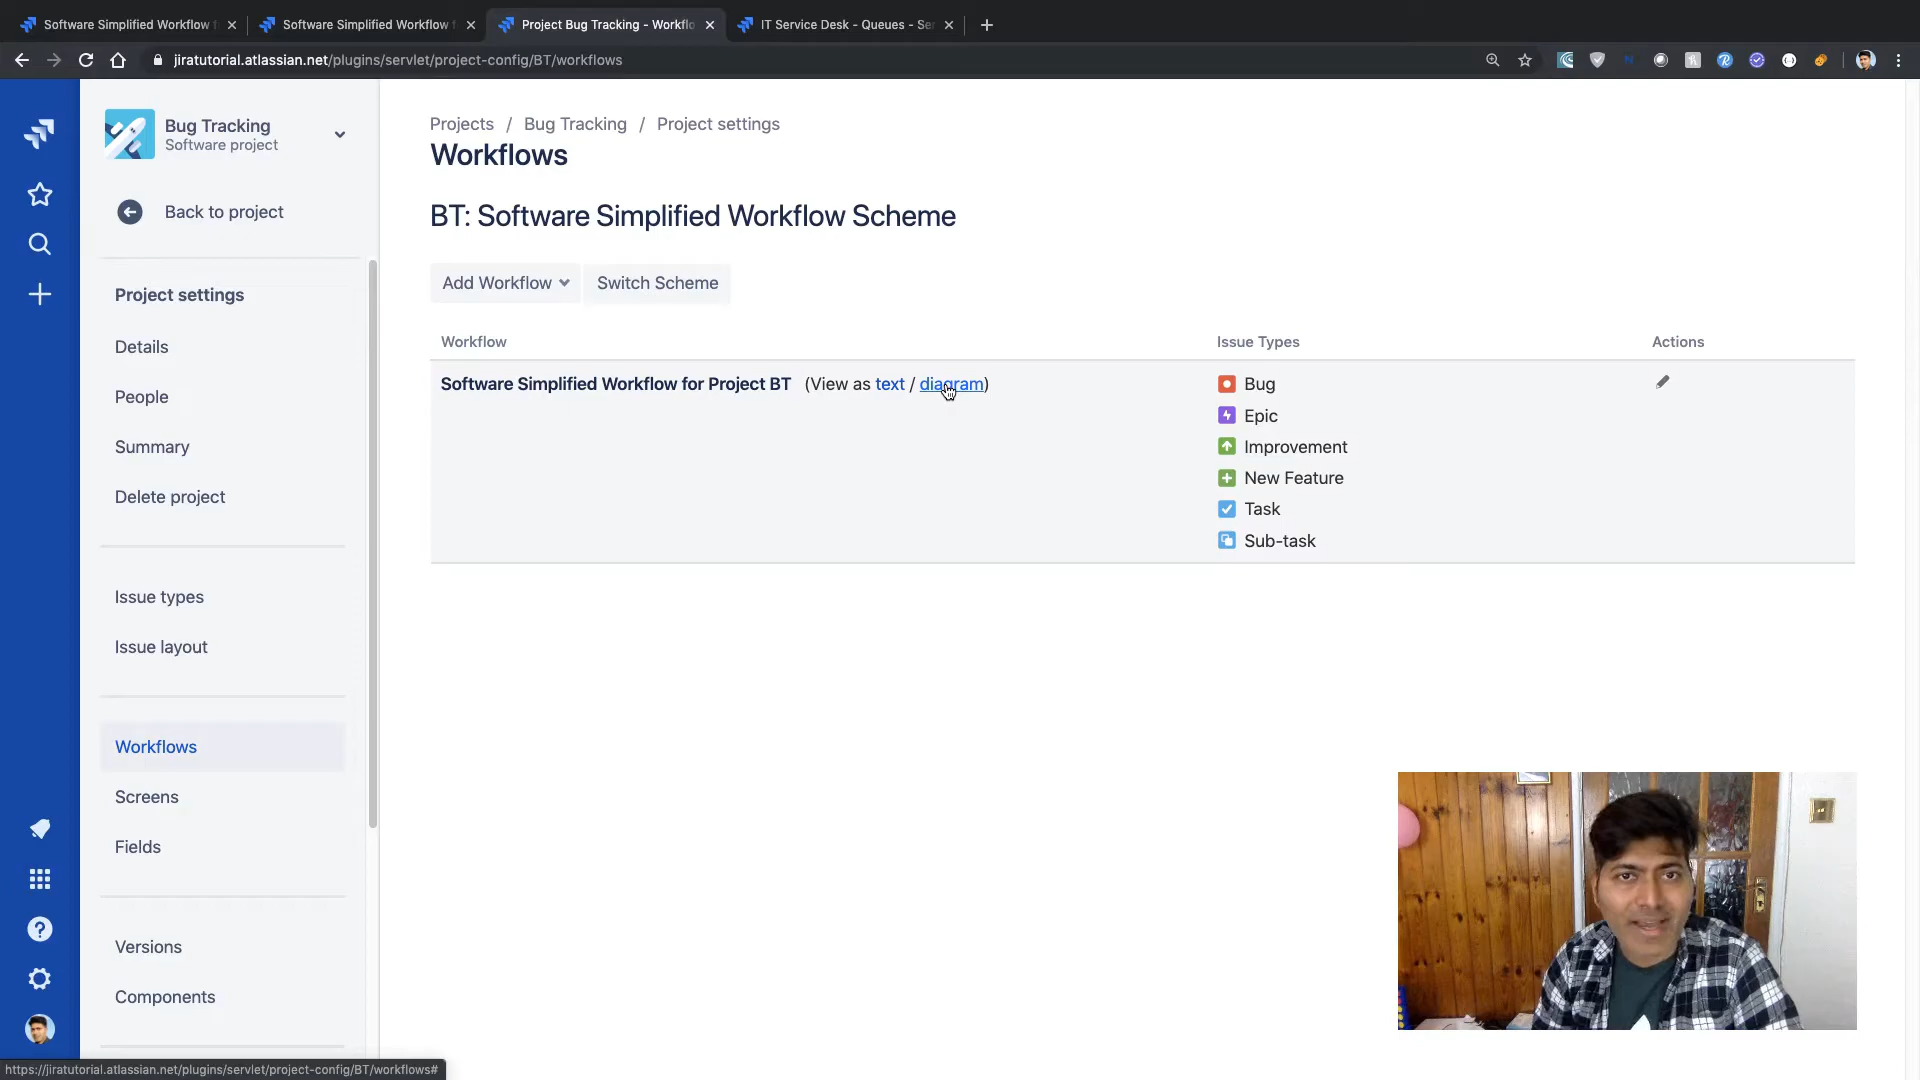 Software Simplified Workflow f
Software Simplified Workflow f
Project Bug Tracking - Workflo
IT Service Desk - Queues - Ser
jiratutorial.atlassian.net/plugins/servlet/project-config/BT/workflows
Bug Tracking
Software project
Back to project
Project settings
Details
People
Summary
Delete project
Issue types
Issue layout
Workflows
Screens
Fields
Versions
Components
Projects / Bug Tracking / Project settings
Workflows
BT: Software Simplified Workflow Scheme
Add Workflow
Switch Scheme
Workflow
Issue Types
Actions
Software Simplified Workflow for Project BT (View as text / diagram)
Bug
Epic
Improvement
New Feature
Task
Sub-task
https://jiratutorial.atlassian.net/plugins/servlet/project-config/BT/workflows#